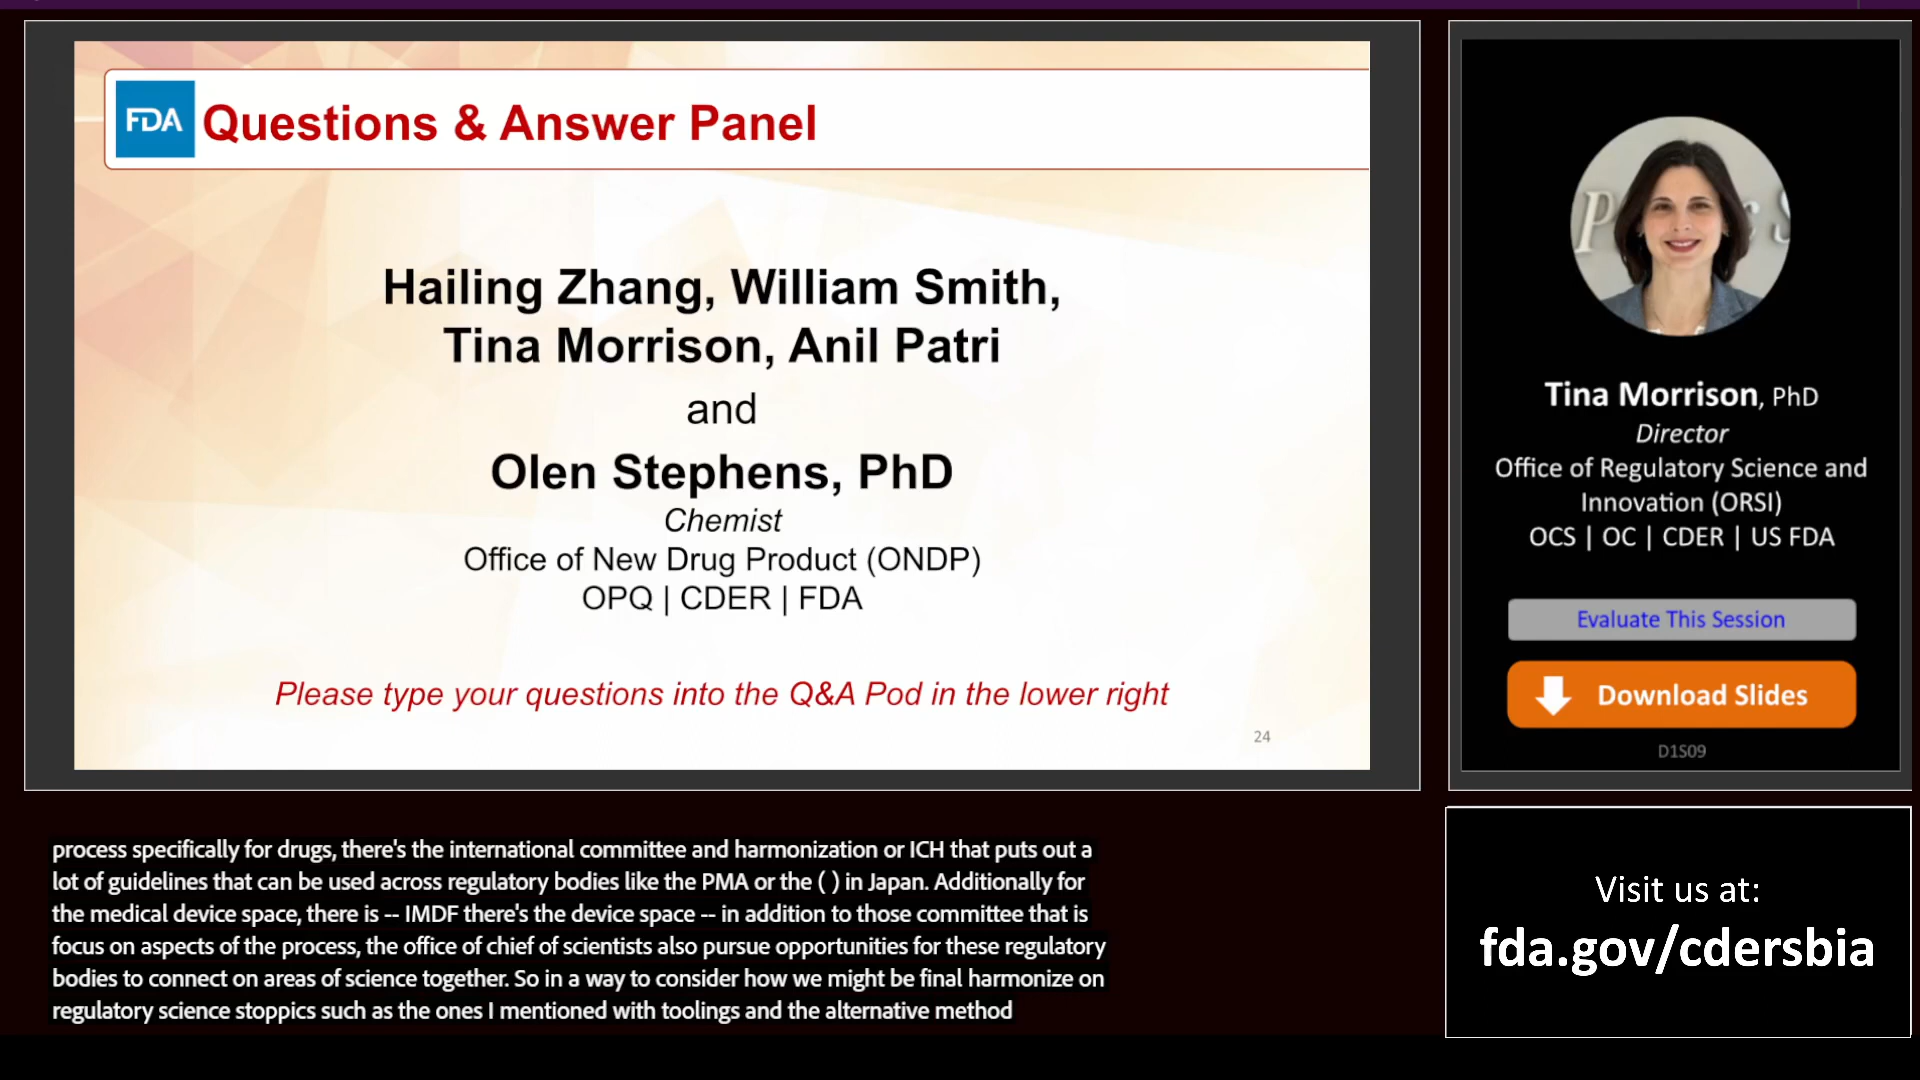 FDA Questions & Answer Panel
Hailing Zhang, William Smith,
Tina Morrison, Anil Patri
and
Olen Stephens, PhD
Chemist
Office of New Drug Product (ONDP)
OPQ | CDER | FDA
Please type your questions into the Q&A Pod in the lower right
24
Tina Morrison, PhD
Director
Office of Regulatory Science and
Innovation (ORSI)
OCS | OC | CDER | US FDA
Evaluate This Session
Download Slides
D1S09
process specifically for drugs, there's the international committee and harmonization or ICH that puts out a
lot of guidelines that can be used across regulatory bodies like the PMA or the ( ) in Japan. Additionally for
the medical device space, there is -- IMDF there's the device space -- in addition to those committee that is
focus on aspects of the process, the office of chief of scientists also pursue opportunities for these regulatory
bodies to connect on areas of science together. So in a way to consider how we might be final harmonize on
regulatory science stoppics such as the ones I mentioned with toolings and the alternative method
Visit us at:
fda.gov/cdersbia